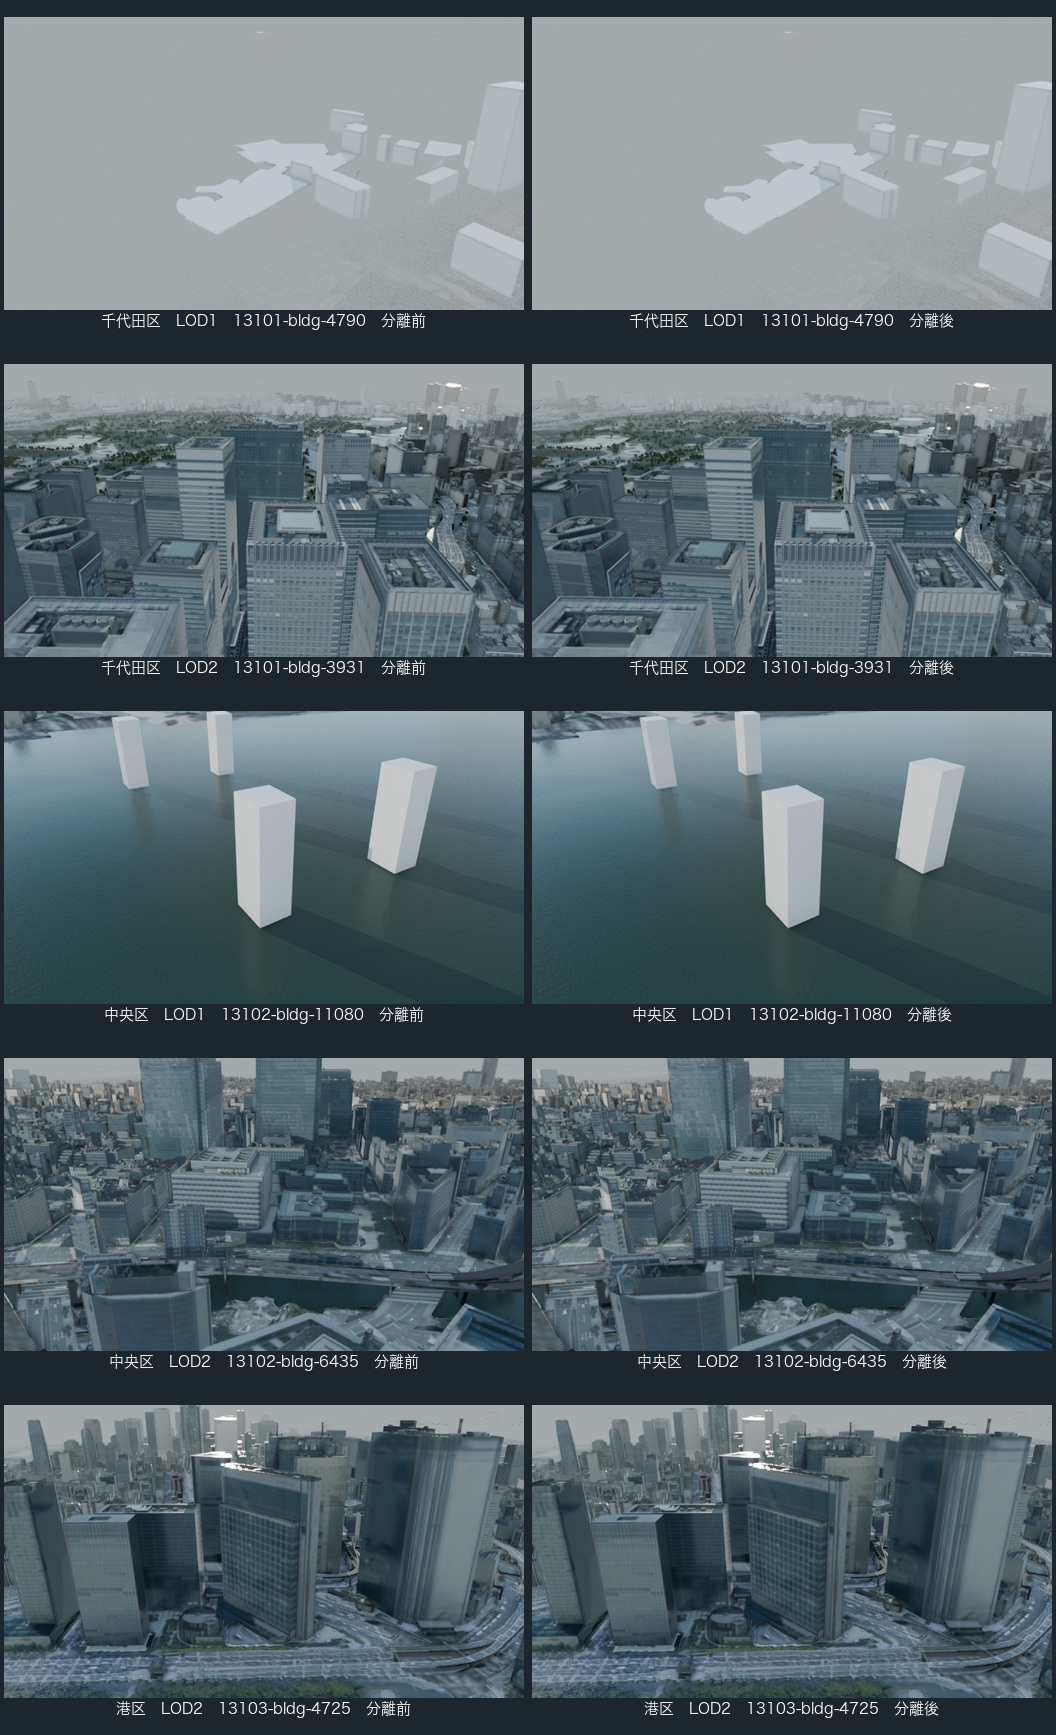 千代田区　LOD1　13101-bldg-4790　分離前
千代田区　LOD1　13101-bldg-4790　分離後
千代田区　LOD2　13101-bldg-3931　分離前
千代田区　LOD2　13101-bldg-3931　分離後
中央区　LOD1　13102-bldg-11080　分離前
中央区　LOD1　13102-bldg-11080　分離後
中央区　LOD2　13102-bldg-6435　分離前
中央区　LOD2　13102-bldg-6435　分離後
港区　LOD2　13103-bldg-4725　分離前
港区　LOD2　13103-bldg-4725　分離後